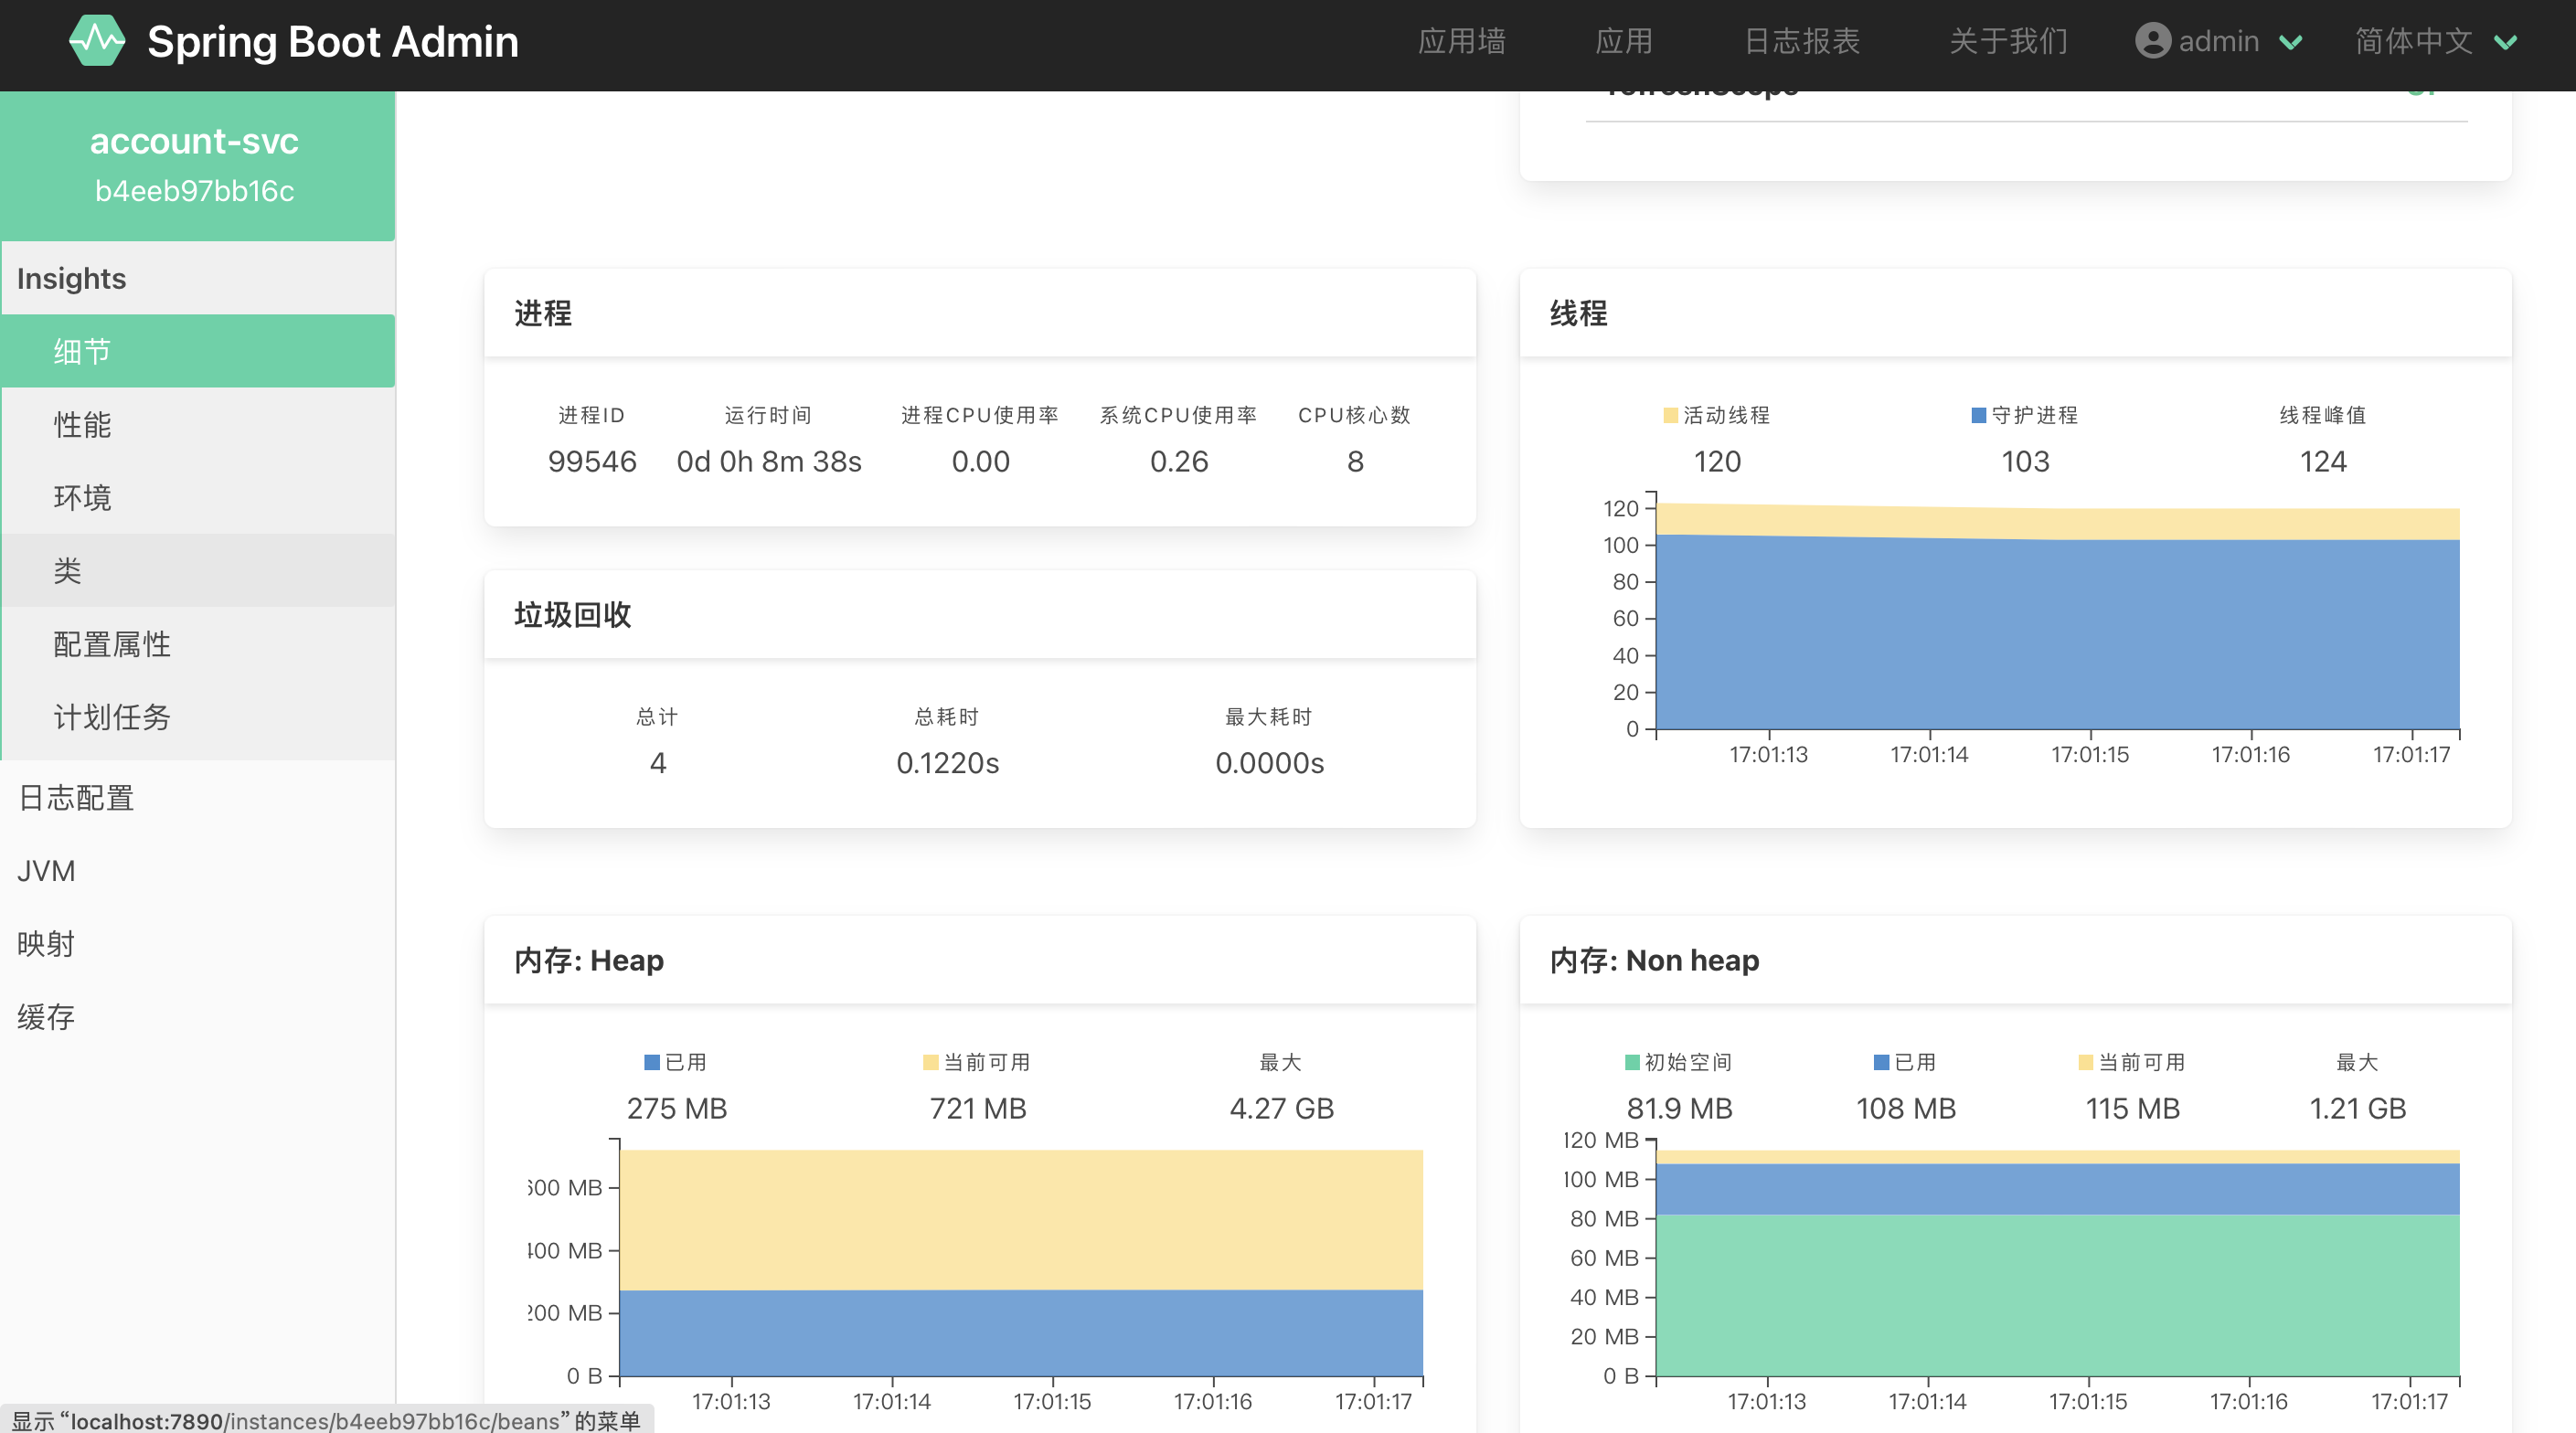 Spring Boot Admin
应用墙 应用 日志报表 关于我们 admin 简体中文
account-svc
b4eeb97bb16c
Insights
细节
性能
环境
类
配置属性
计划任务
日志配置
JVM
映射
缓存
进程
进程ID 运行时间 进程CPU使用率 系统CPU使用率 CPU核心数
99546 0d 0h 8m 38s 0.00 0.26 8
线程
活动线程 守护进程 线程峰值
120 103 124
120
100
80
60
40
20
0
17:01:13 17:01:14 17:01:15 17:01:16 17:01:17
垃圾回收
总计 总耗时 最大耗时
4 0.1220s 0.0000s
内存: Heap
已用 当前可用 最大
275 MB 721 MB 4.27 GB
600 MB
400 MB
200 MB
0 B
17:01:13 17:01:14 17:01:15 17:01:16 17:01:17
内存: Non heap
初始空间 已用 当前可用 最大
81.9 MB 108 MB 115 MB 1.21 GB
120 MB
100 MB
80 MB
60 MB
40 MB
20 MB
0 B
17:01:13 17:01:14 17:01:15 17:01:16 17:01:17
显示“localhost:7890/instances/b4eeb97bb16c/beans”的菜单